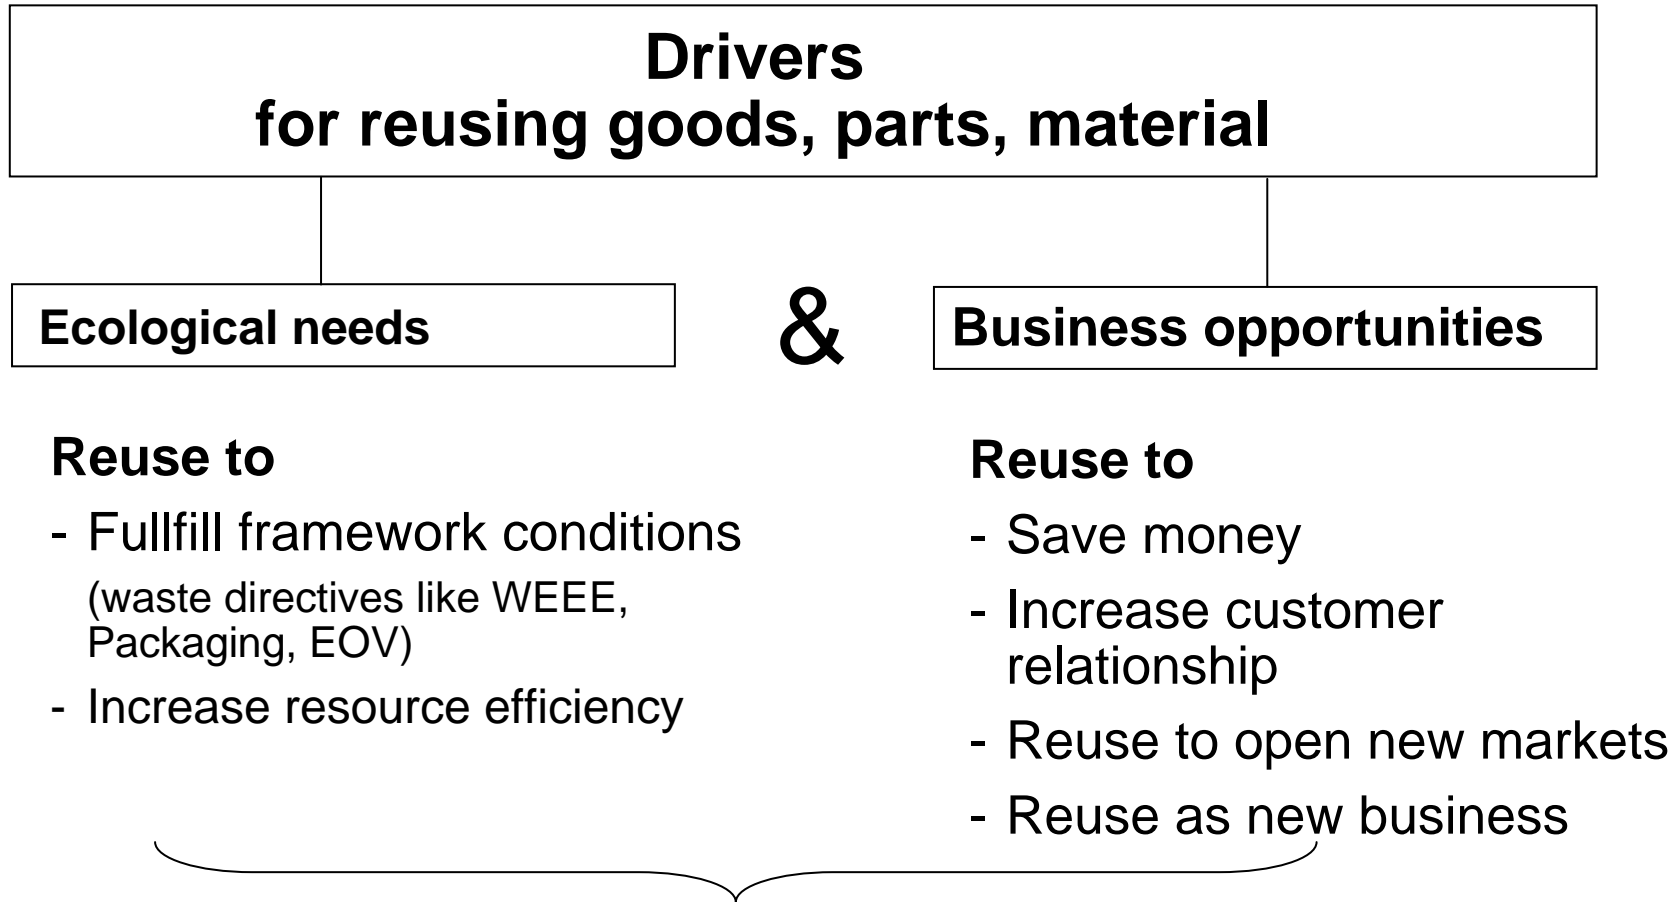 Drivers
for reusing goods, parts, material
Ecological needs
&
Business opportunities
Reuse to
- Fullfill framework conditions
(waste directives like WEEE,
Packaging, EOV)
- Increase resource efficiency
Reuse to
- Save money
- Increase customer
relationship
- Reuse to open new markets
- Reuse as new business